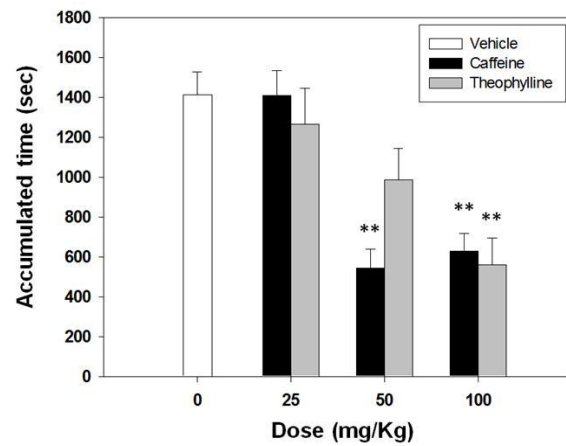 1800
1600
1400
1200
1000
800
600
400
200
0
Accumulated time (sec)
Vehicle
Caffeine
Theophylline
**
**
**
0 25 50 100
Dose (mg/Kg)